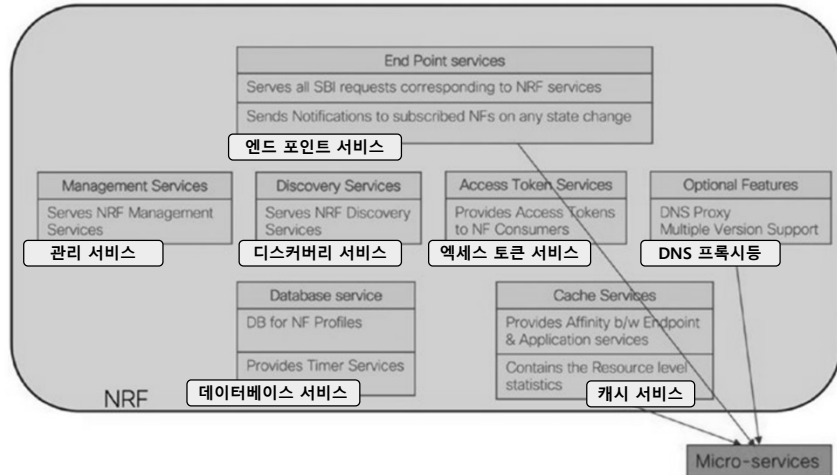 End Point services
Serves all SBI requests corresponding to NRF services
Sends Notifications to subscribed NFs on any state change
엔드 포인트 서비스
Management Services
Serves NRF Management
Services
관리 서비스
Discovery Services
Serves NRF Discovery
Services
디스커버리 서비스
Access Token Services
Provides Access Tokens
to NF Consumers
엑세스 토큰 서비스
Optional Features
DNS Proxy
Multiple Version Support
DNS 프록시등
Database service
DB for NF Profiles
Provides Timer Services
데이터베이스 서비스
Cache Services
Provides Affinity b/w Endpoint
& Application services
Contains the Resource level
statistics
캐시 서비스
NRF
Micro-services